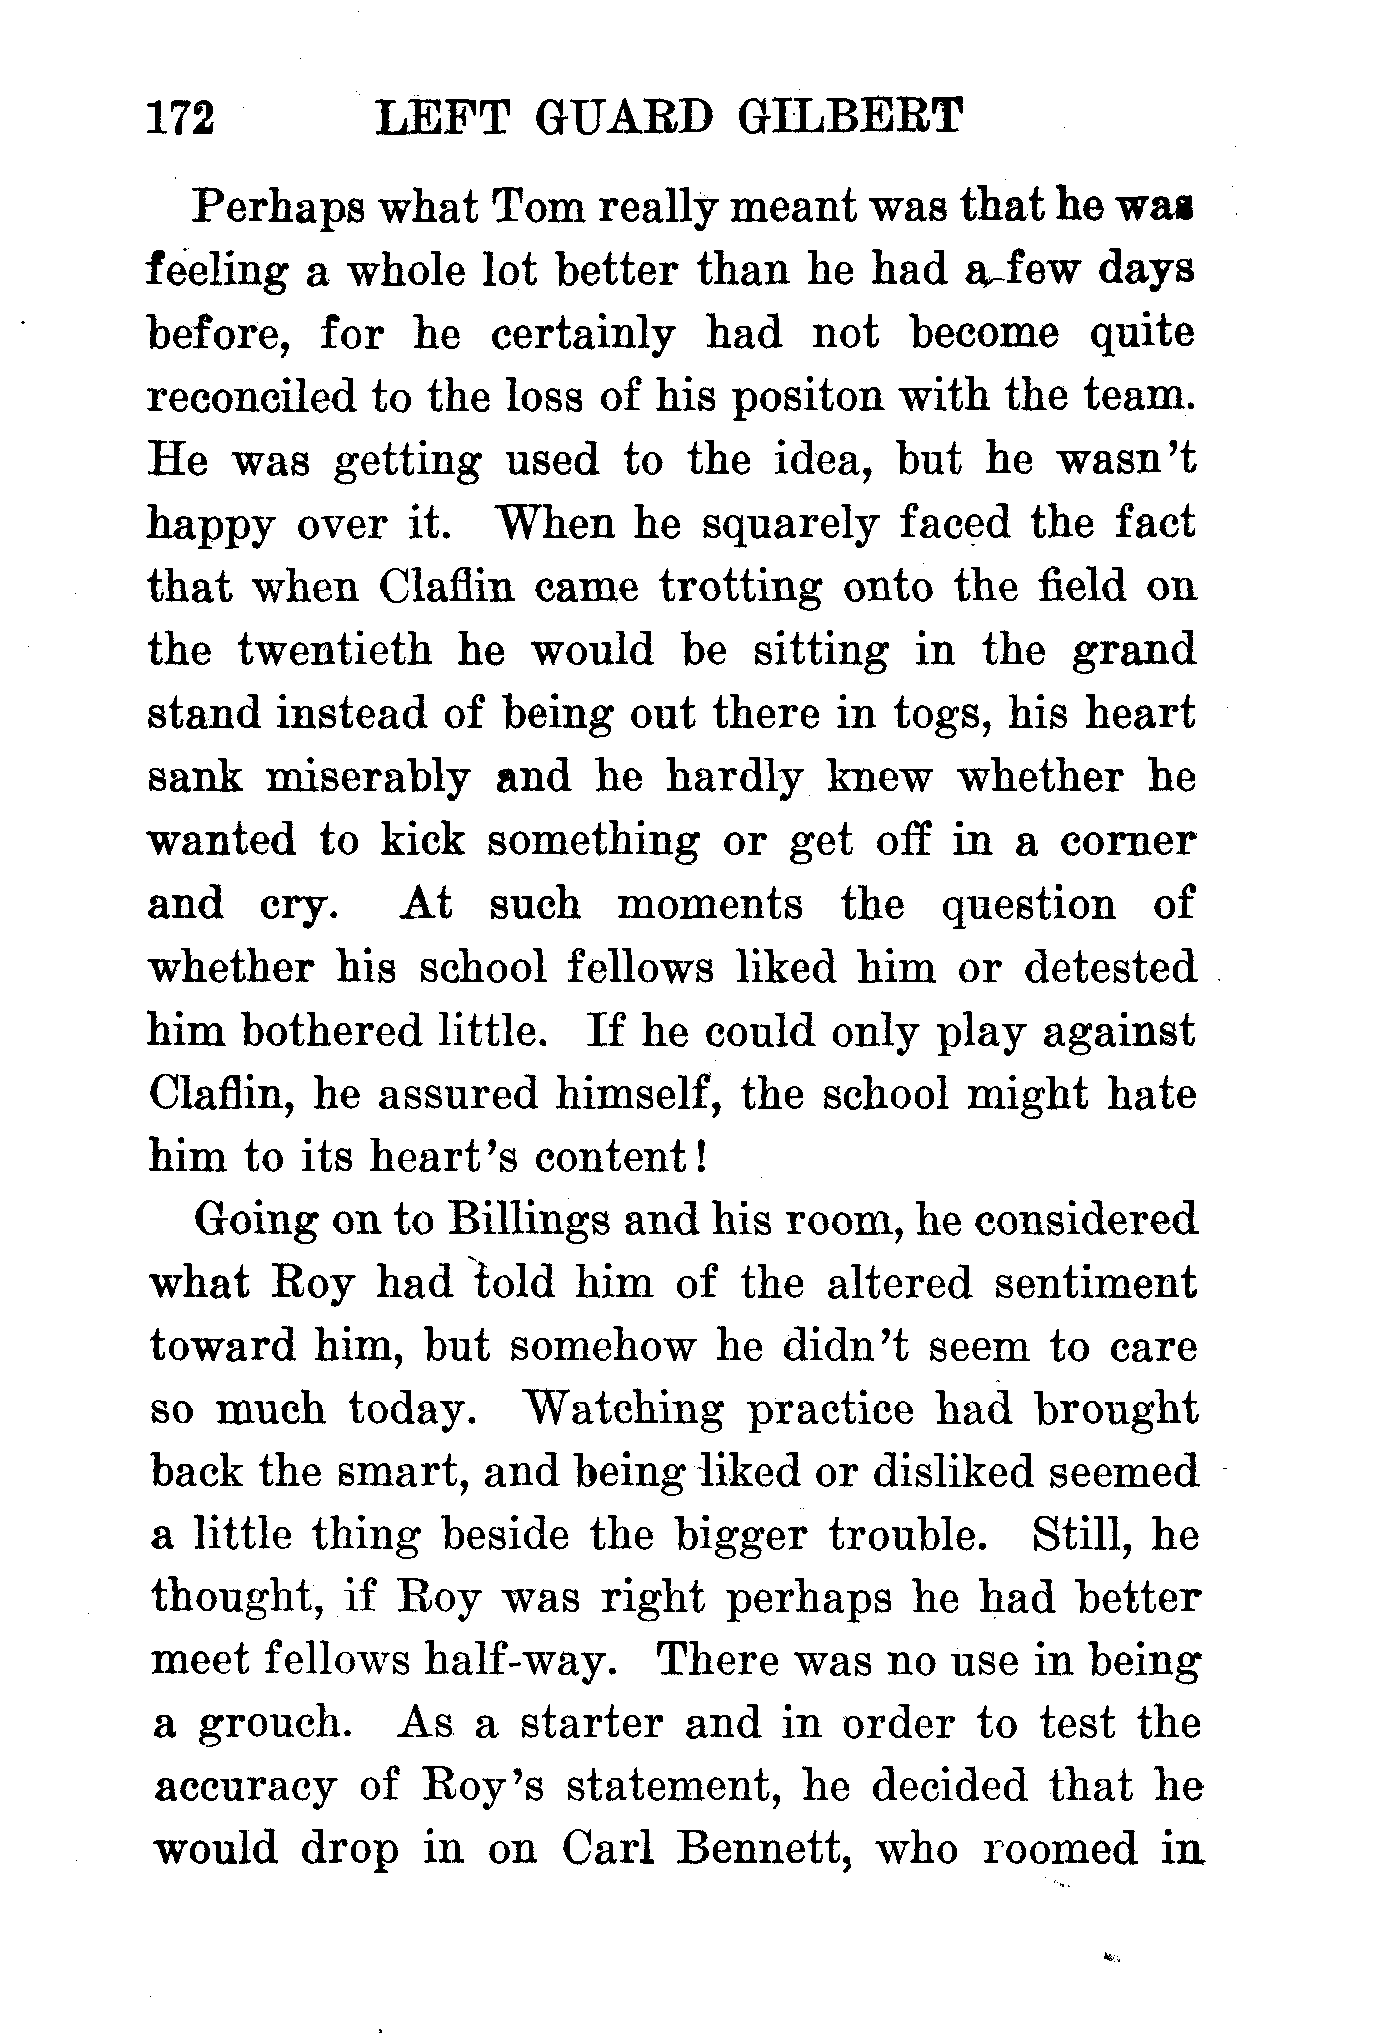 172 LEFT GUARD GILBERT
Perhaps what Tom really meant was that he was
feeling a whole lot better than he had a few days
before, for he certainly had not become quite
reconciled to the loss of his positon with the team.
He was getting used to the idea, but he wasn't
happy over it. When he squarely faced the fact
that when Claflin came trotting onto the field on
the twentieth he would be sitting in the grand
stand instead of being out there in togs, his heart
sank miserably and he hardly knew whether he
wanted to kick something or get off in a corner
and cry. At such moments the question of
whether his school fellows liked him or detested
him bothered little. If he could only play against
Claflin, he assured himself, the school might hate
him to its heart's content!
Going on to Billings and his room, he considered
what Roy had told him of the altered sentiment
toward him, but somehow he didn't seem to care
so much today. Watching practice had brought
back the smart, and being liked or disliked seemed
a little thing beside the bigger trouble. Still, he
thought, if Roy was right perhaps he had better
meet fellows half-way. There was no use in being
a grouch. As a starter and in order to test the
accuracy of Roy's statement, he decided that he
would drop in on Carl Bennett, who roomed in